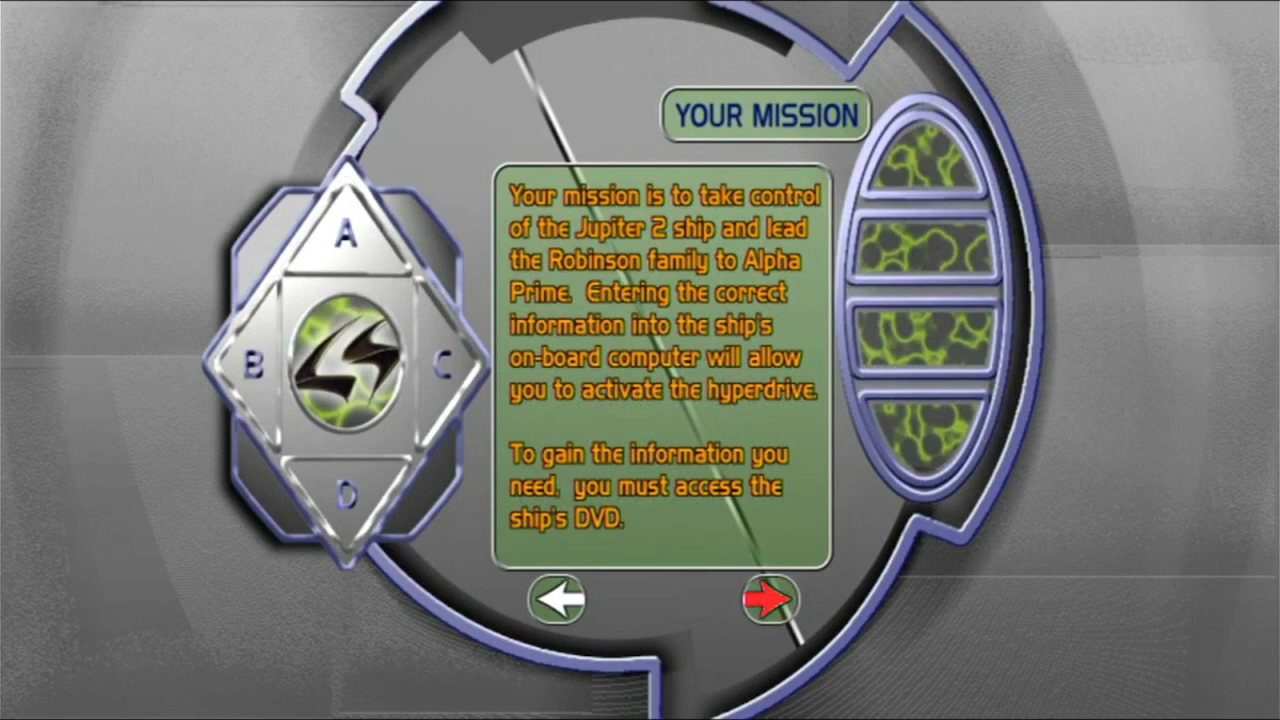 YOUR MISSION
Your mission is to take control
of the Jupiter 2 ship and lead
the Robinson family to Alpha
Prime. Entering the correct
information into the ship's
on-board computer will allow
you to activate the hyperdrive.
To gain the information you
need, you must access the
ship's DVD.
A
B
C
D